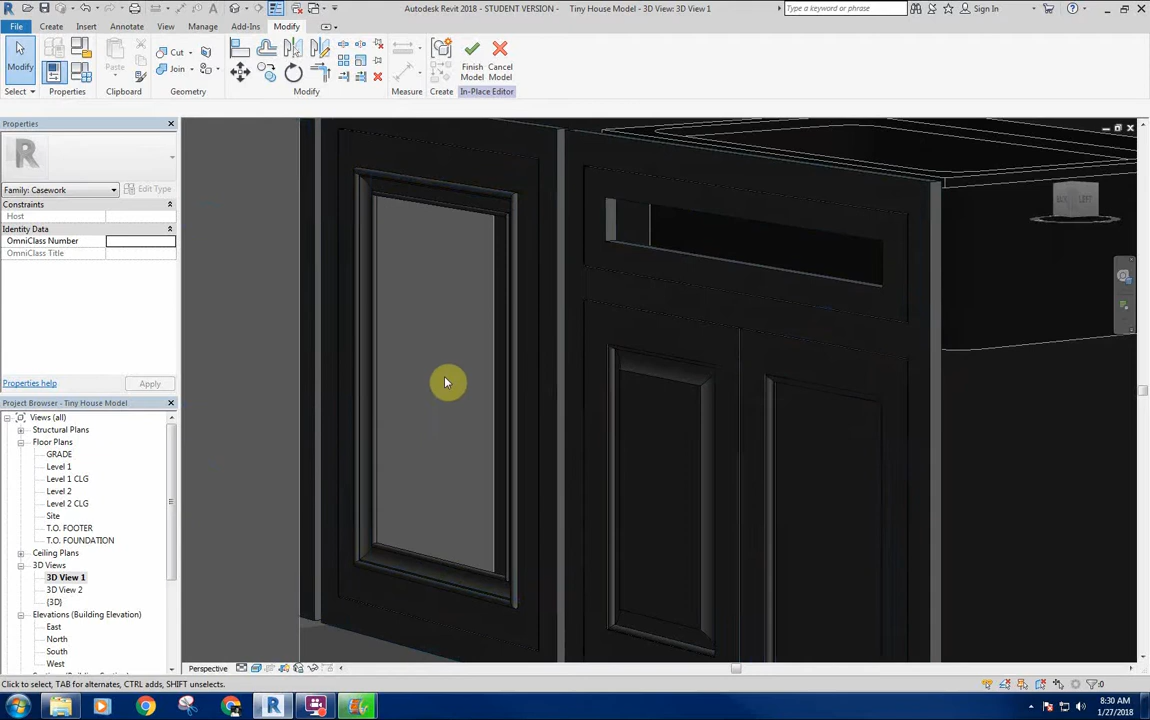 Autodesk Revit 2018 - STUDENT VERSION - Tiny House Model - 3D View: 3D View 1
Type a keyword or phrase
Sign In
File Create Insert Annotate View Manage Add-Ins Modify
Modify
Select
Properties
Paste
Clipboard
Cut
Join
Geometry
Modify
Measure
Create
Finish Model
Cancel Model
In-Place Editor
Properties
Family: Casework
Edit Type
Constraints
Host
Identity Data
OmniClass Number
OmniClass Title
Properties help
Apply
Project Browser - Tiny House Model
Views (all)
Structural Plans
Floor Plans
GRADE
Level 1
Level 1 CLG
Level 2
Level 2 CLG
Site
T.O. FOOTER
T.O. FOUNDATION
Ceiling Plans
3D Views
3D View 1
3D View 2
{3D}
Elevations (Building Elevation)
East
North
South
West
BACK LEFT
Perspective
Click to select, TAB for alternates, CTRL adds, SHIFT unselects.
:0
8:30 AM
1/27/2018